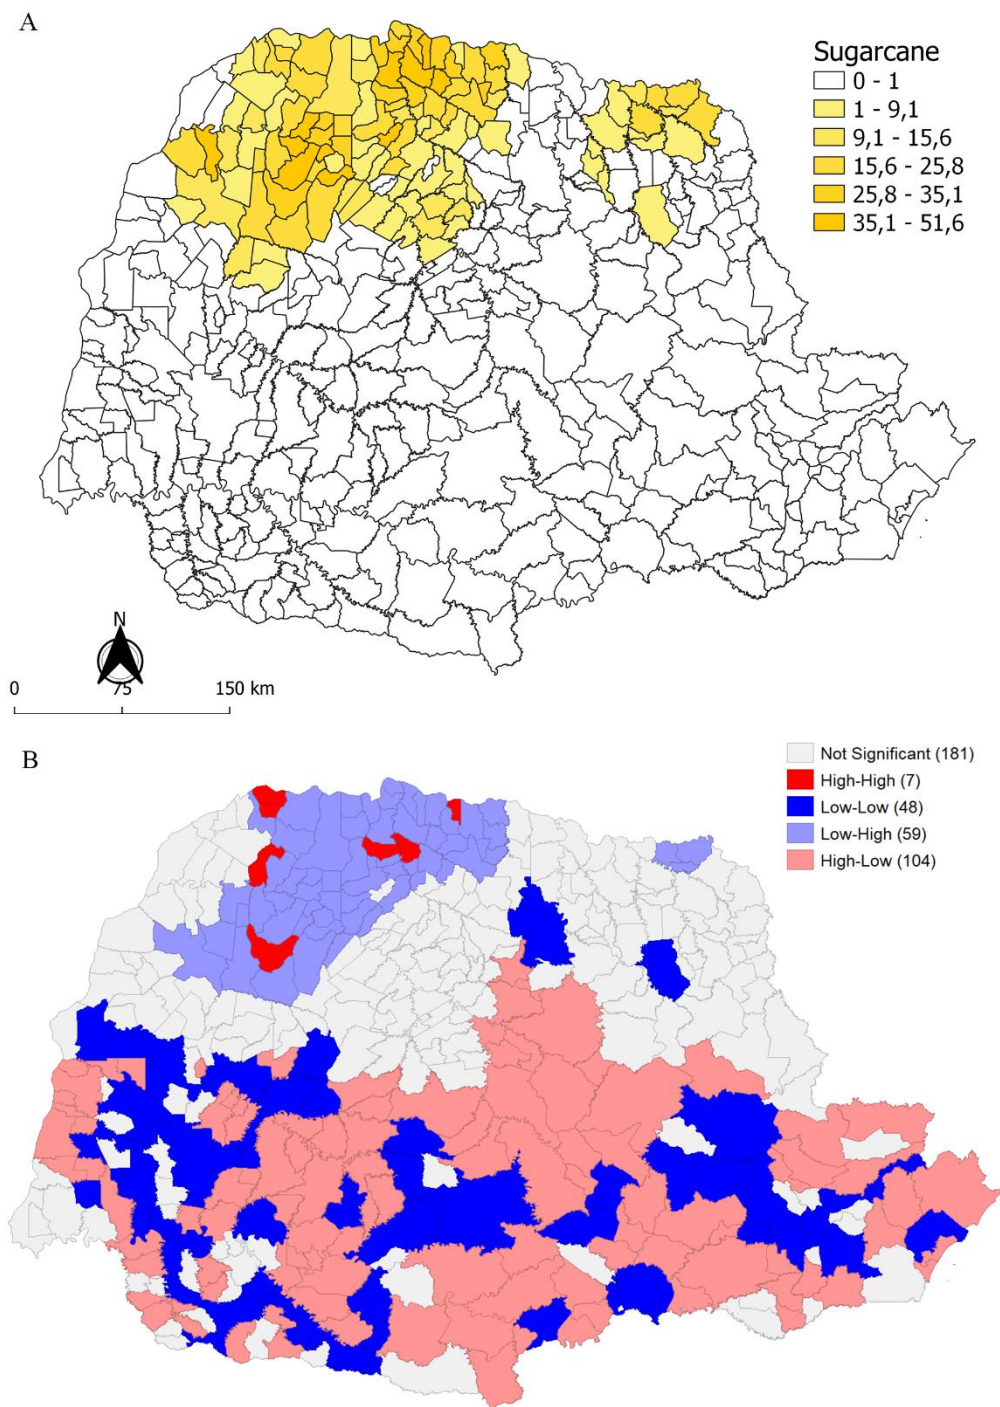 A
Sugarcane
0 - 1
1 - 9,1
9,1 - 15,6
15,6 - 25,8
25,8 - 35,1
35,1 - 51,6
N
0 75 150 km
B
Not Significant (181)
High-High (7)
Low-Low (48)
Low-High (59)
High-Low (104)